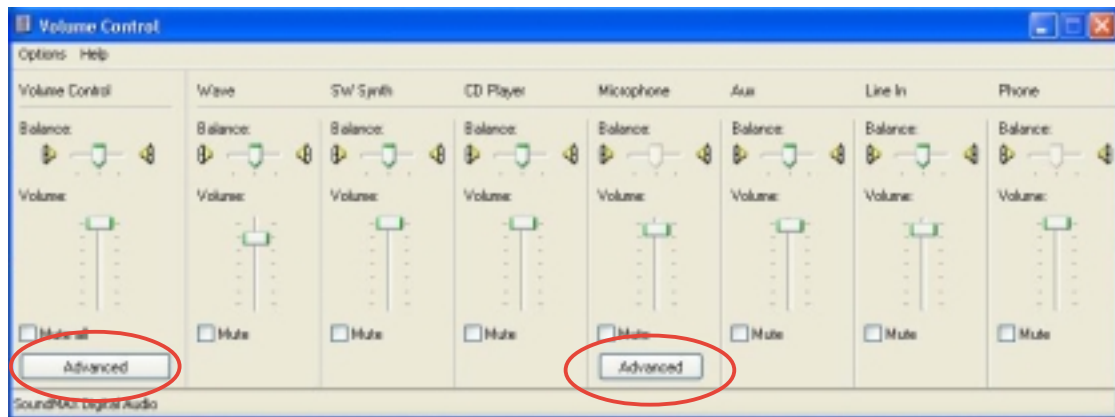 Volume Control
Options Help
Volume Control Wave SW Synth CD Player Microphone Aux Line In Phone
Balance: Balance: Balance: Balance: Balance: Balance: Balance: Balance:
Volume: Volume: Volume: Volume: Volume: Volume: Volume: Volume:
Mute all Mute Mute Mute Mute Mute Mute Mute
Advanced Advanced
SoundMAX Digital Audio